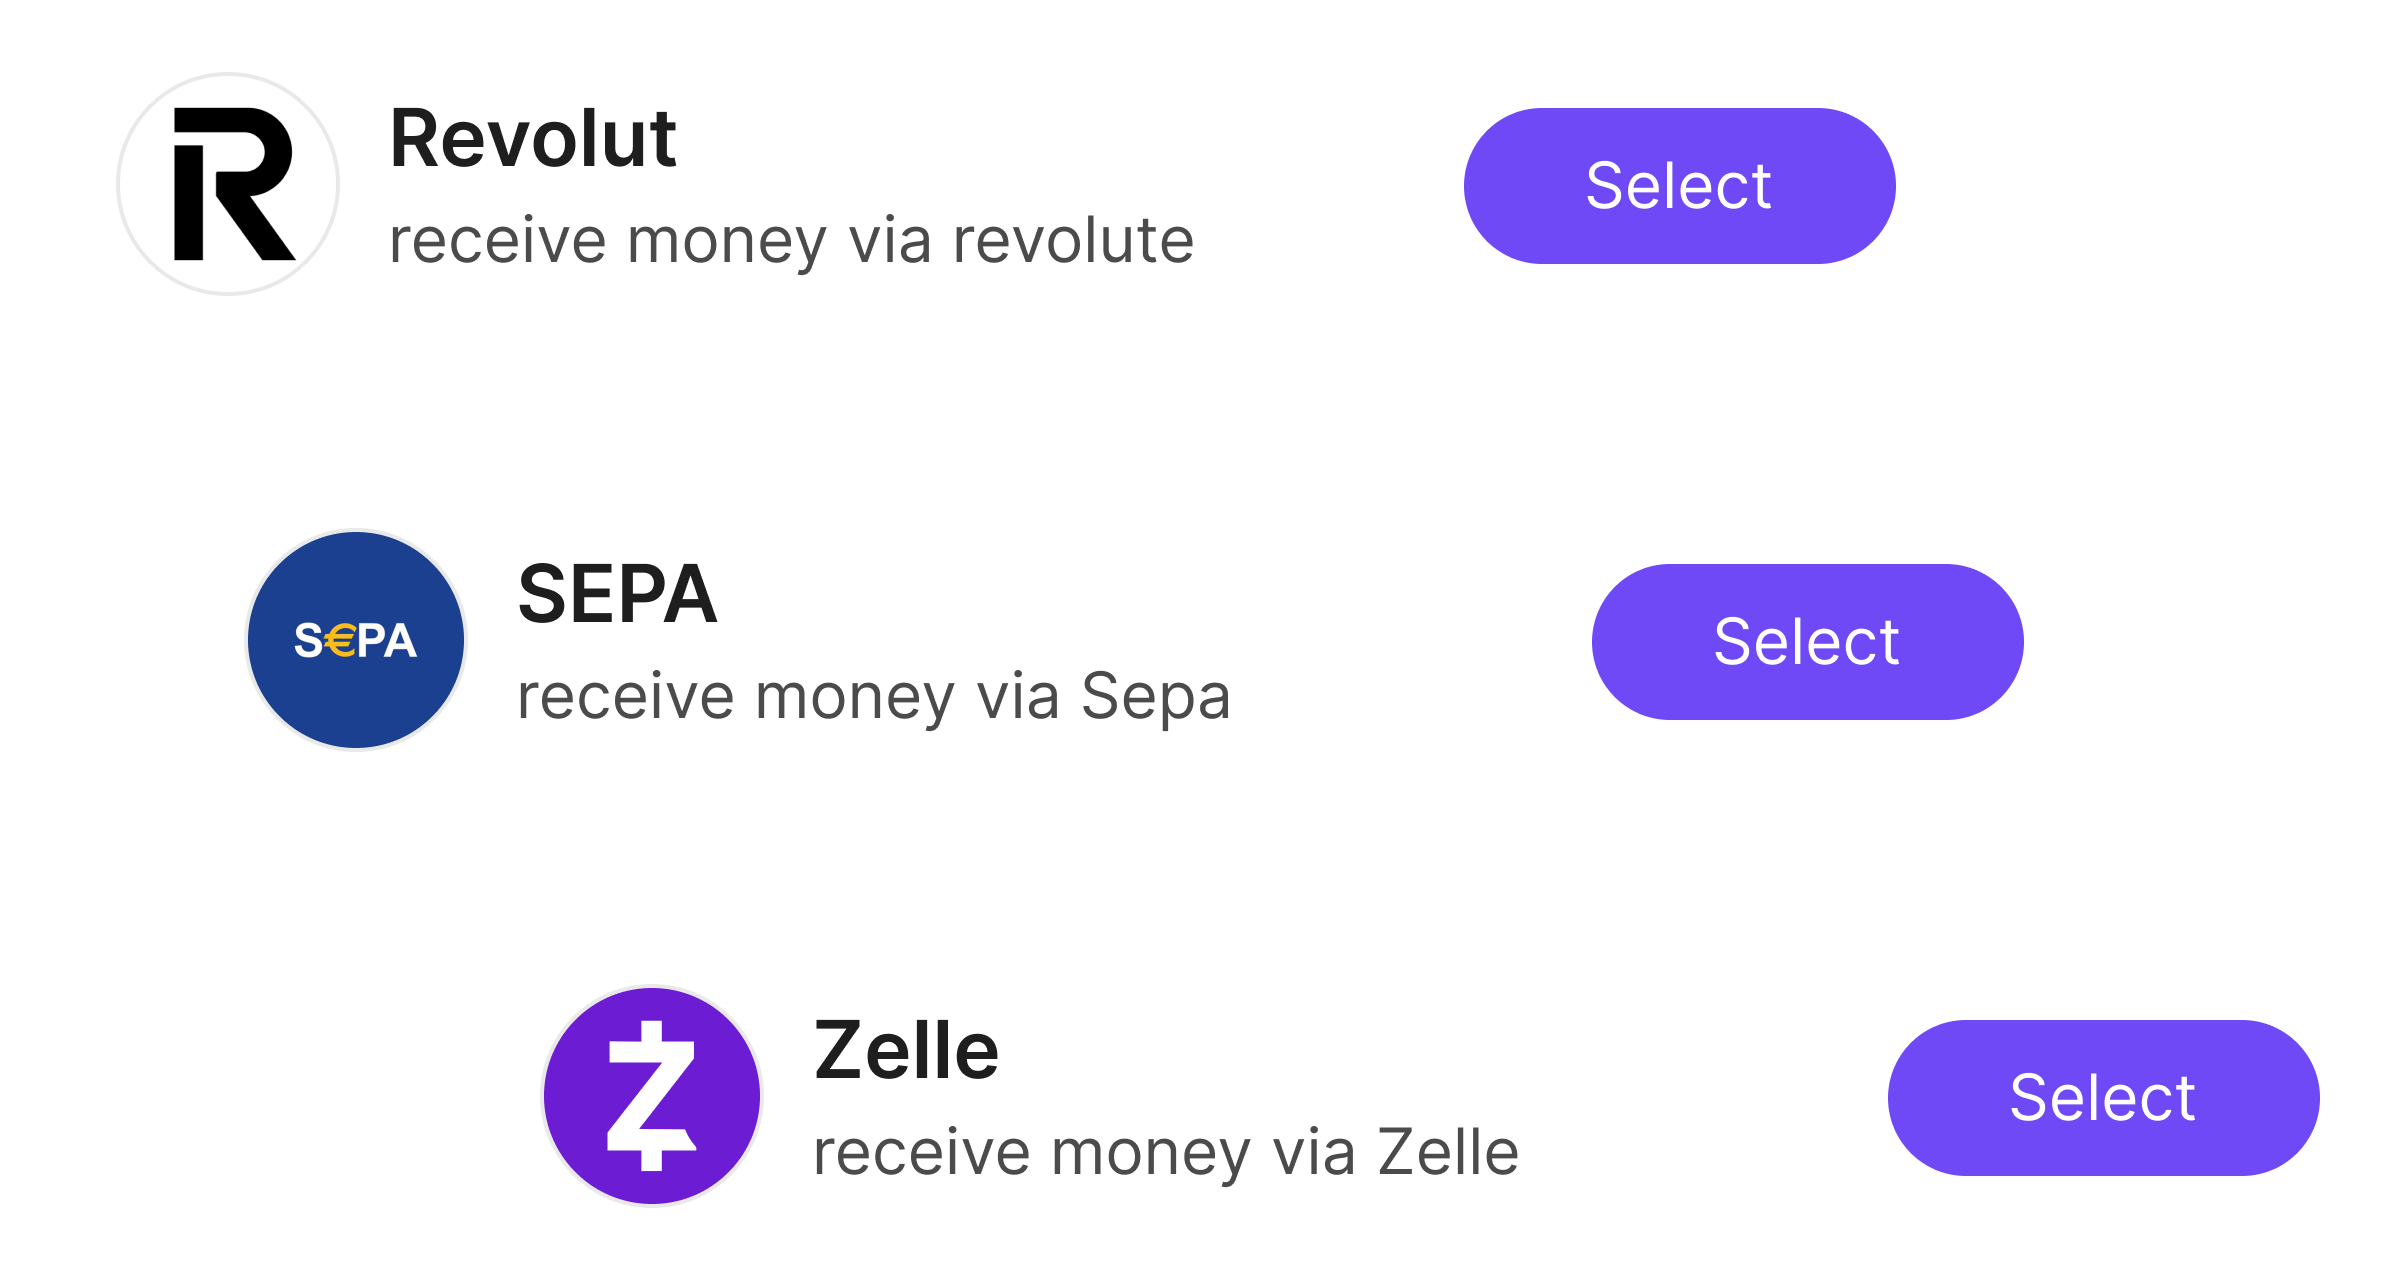 Revolut
receive money via revolute
Select
S€PA
SEPA
receive money via Sepa
Select
Zelle
receive money via Zelle
Select